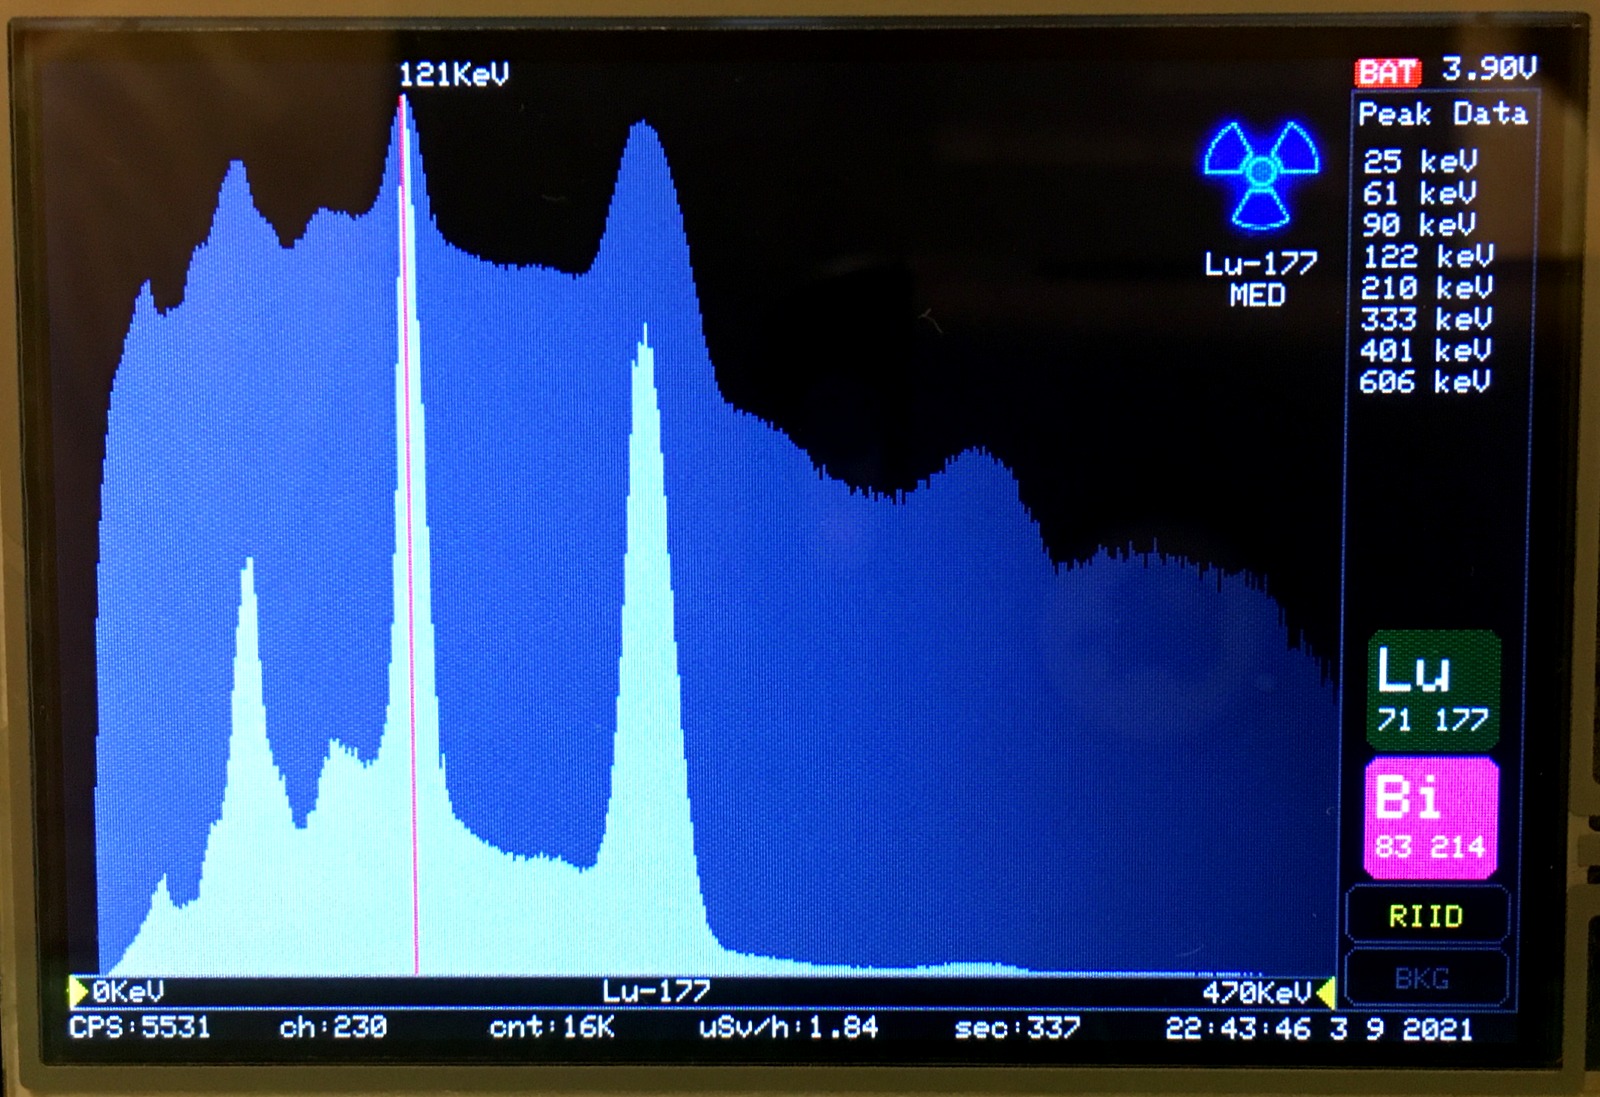 121KeV
BAT 3.90V
Peak Data
25 keV
61 keV
90 keV
122 keV
210 keV
333 keV
401 keV
606 keV
Lu-177
MED
Lu
71 177
Bi
83 214
RIID
BKG
0KeV Lu-177 470KeV
CPS:5531 ch:230 cnt:16K uSv/h:1.84 sec:337 22:43:46 3 9 2021